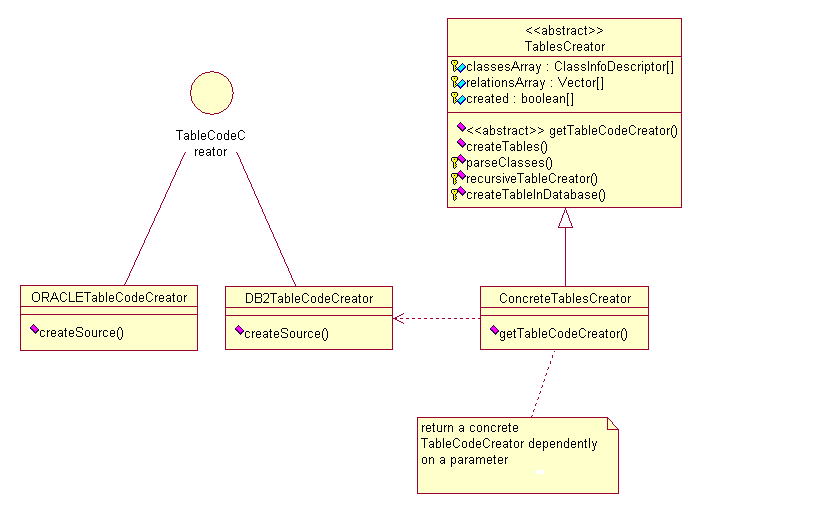 <<abstract>>
TablesCreator
classesArray : ClassInfoDescriptor[]
relationsArray : Vector[]
created : boolean[]
<<abstract>> getTableCodeCreator()
createTables()
parseClasses()
recursiveTableCreator()
createTableInDatabase()
TableCodeC
reator
ORACLETableCodeCreator
createSource()
DB2TableCodeCreator
createSource()
ConcreteTablesCreator
getTableCodeCreator()
return a concrete
TableCodeCreator dependently
on a parameter